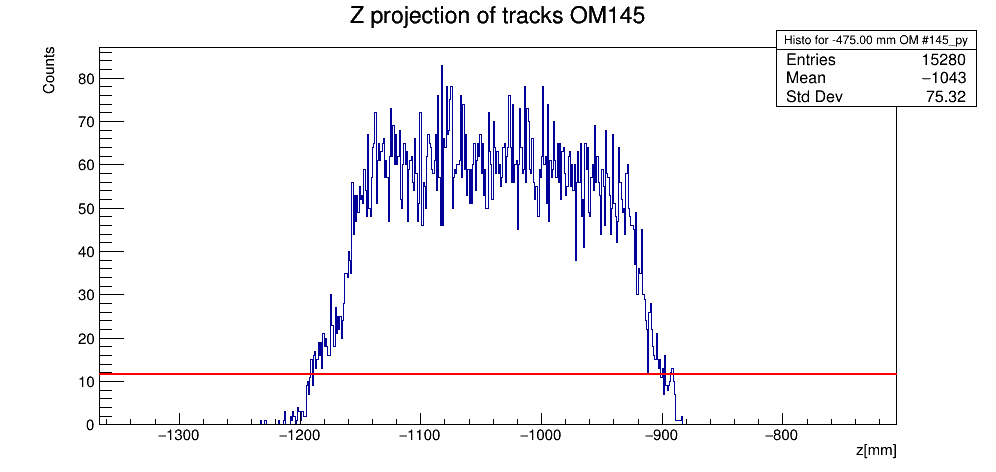 Z projection of tracks OM145
Histo for -475.00 mm OM #145_py
Entries 15280
Mean −1043
Std Dev 75.32
Counts
80
70
60
50
40
30
20
10
0
−1300 −1200 −1100 −1000 −900 −800
z[mm]